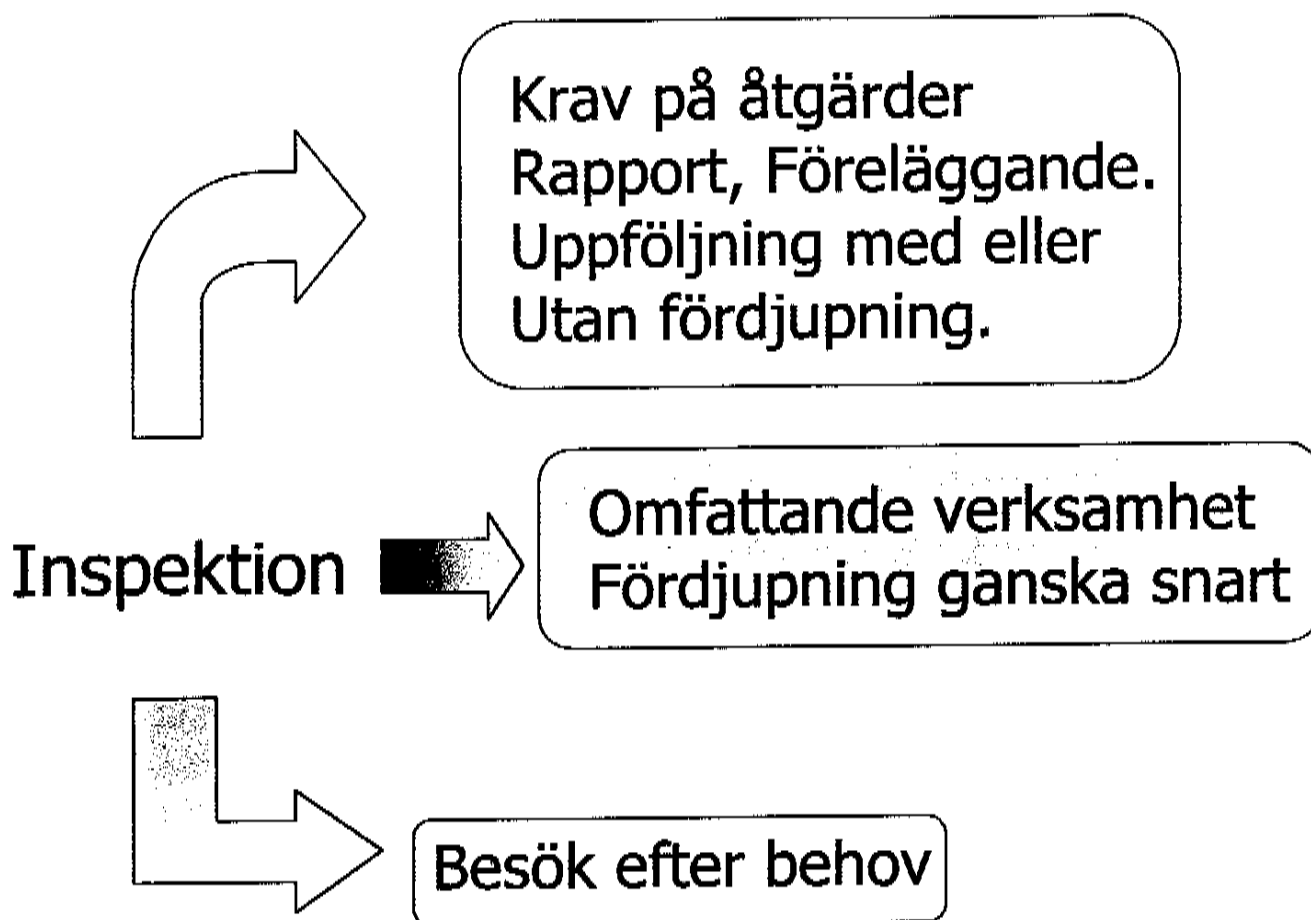 Krav på åtgärder
Rapport, Föreläggande.
Uppföljning med eller
Utan fördjupning.
Inspektion
Omfattande verksamhet
Fördjupning ganska snart
Besök efter behov